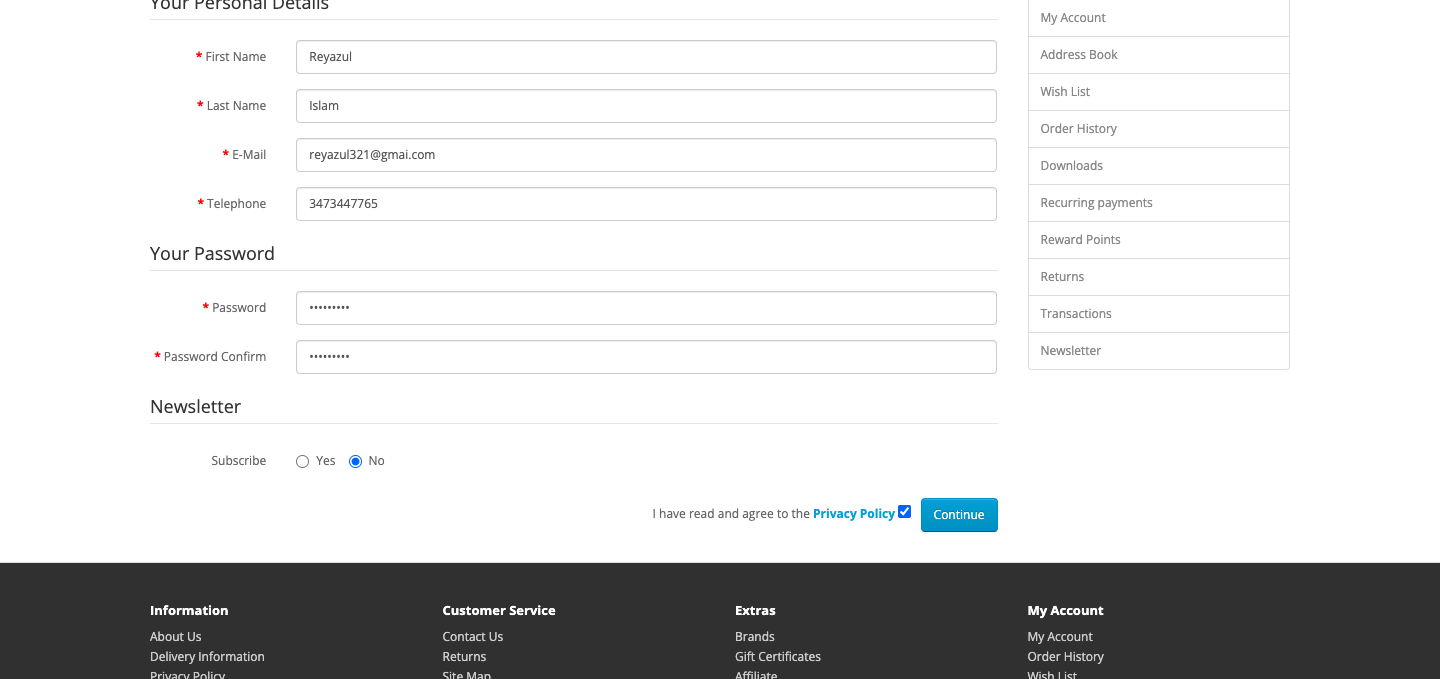 Your Personal Details
* First Name
Reyazul
* Last Name
Islam
* E-Mail
reyazul321@gmai.com
* Telephone
3473447765
Your Password
* Password
•••••••••
* Password Confirm
•••••••••
Newsletter
Subscribe Yes No
I have read and agree to the Privacy Policy Continue
My Account
Address Book
Wish List
Order History
Downloads
Recurring payments
Reward Points
Returns
Transactions
Newsletter
Information
About Us
Delivery Information
Privacy Policy
Customer Service
Contact Us
Returns
Site Map
Extras
Brands
Gift Certificates
Affiliate
My Account
My Account
Order History
Wish List